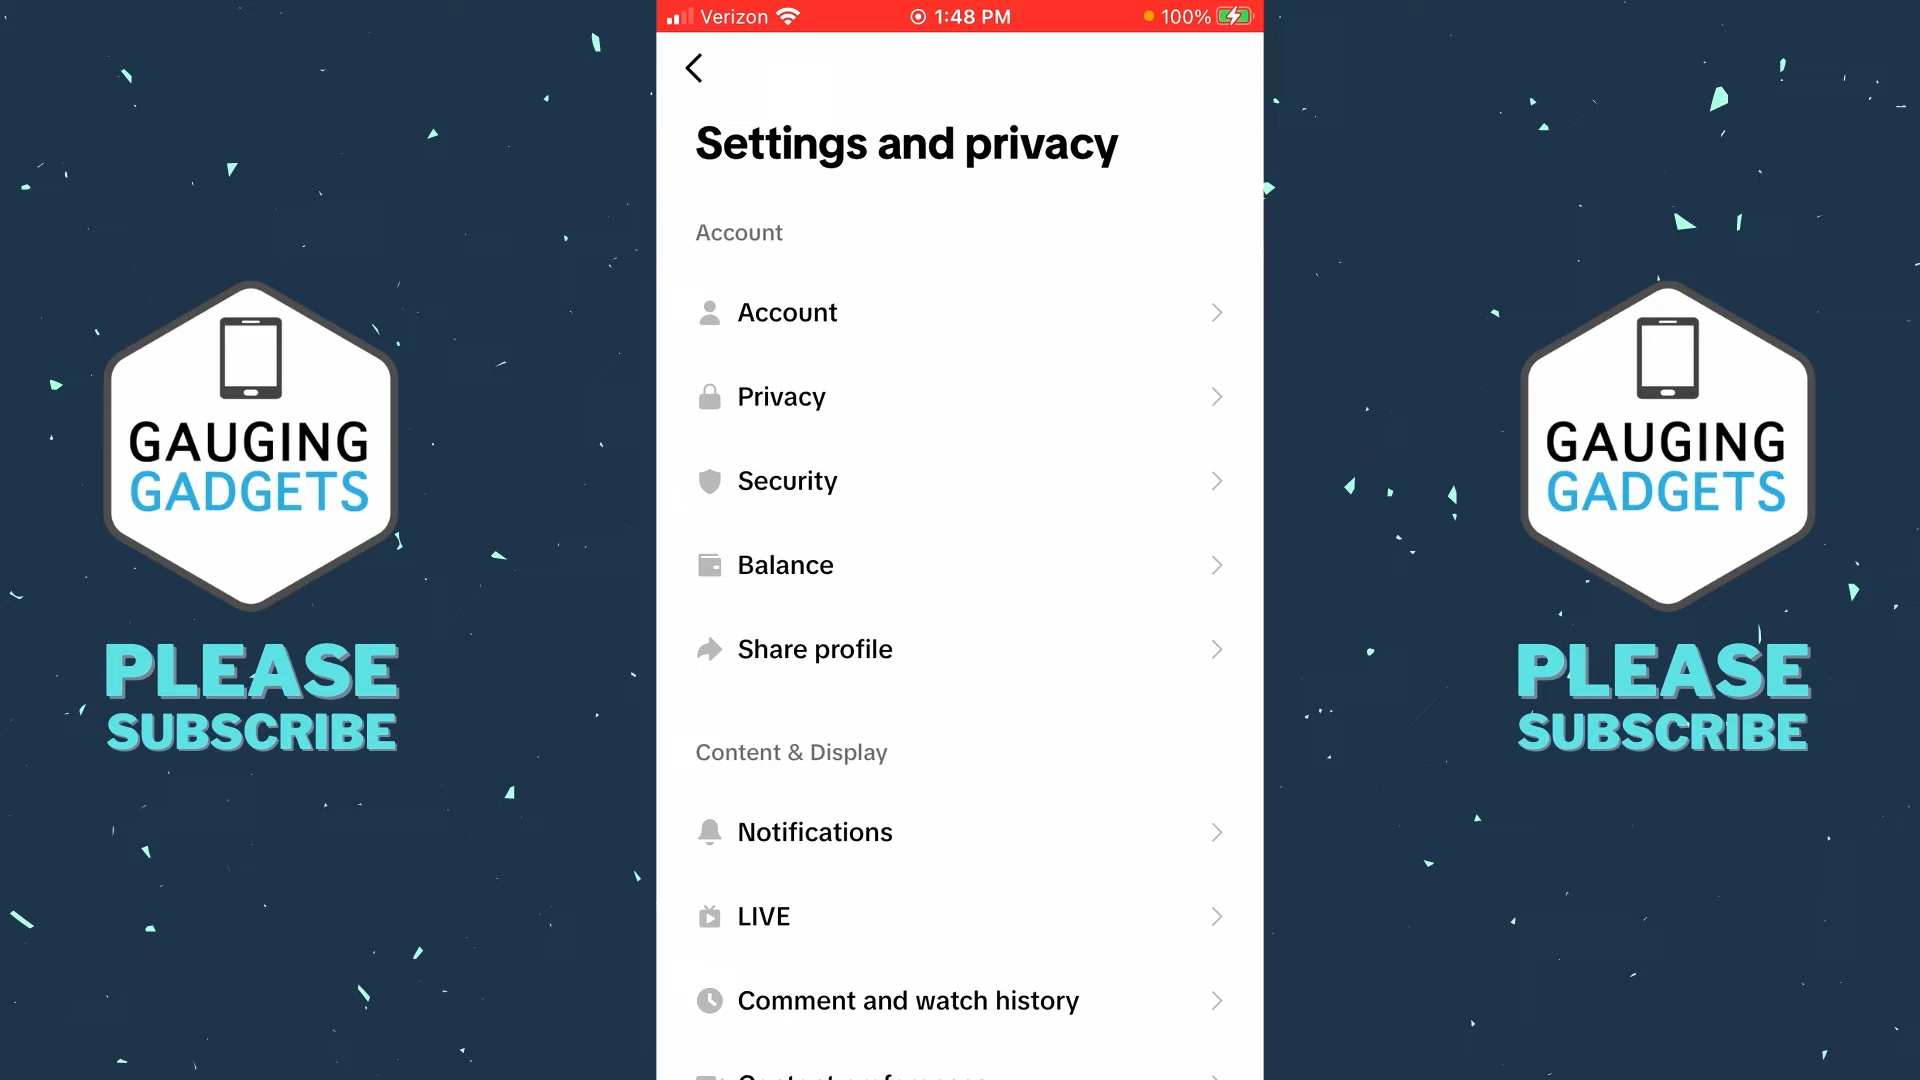 Verizon 1:48 PM 100%
Settings and privacy
Account
Account
Privacy
Security
Balance
Share profile
Content & Display
Notifications
LIVE
Comment and watch history
GAUGING
GADGETS
PLEASE
SUBSCRIBE
GAUGING
GADGETS
PLEASE
SUBSCRIBE